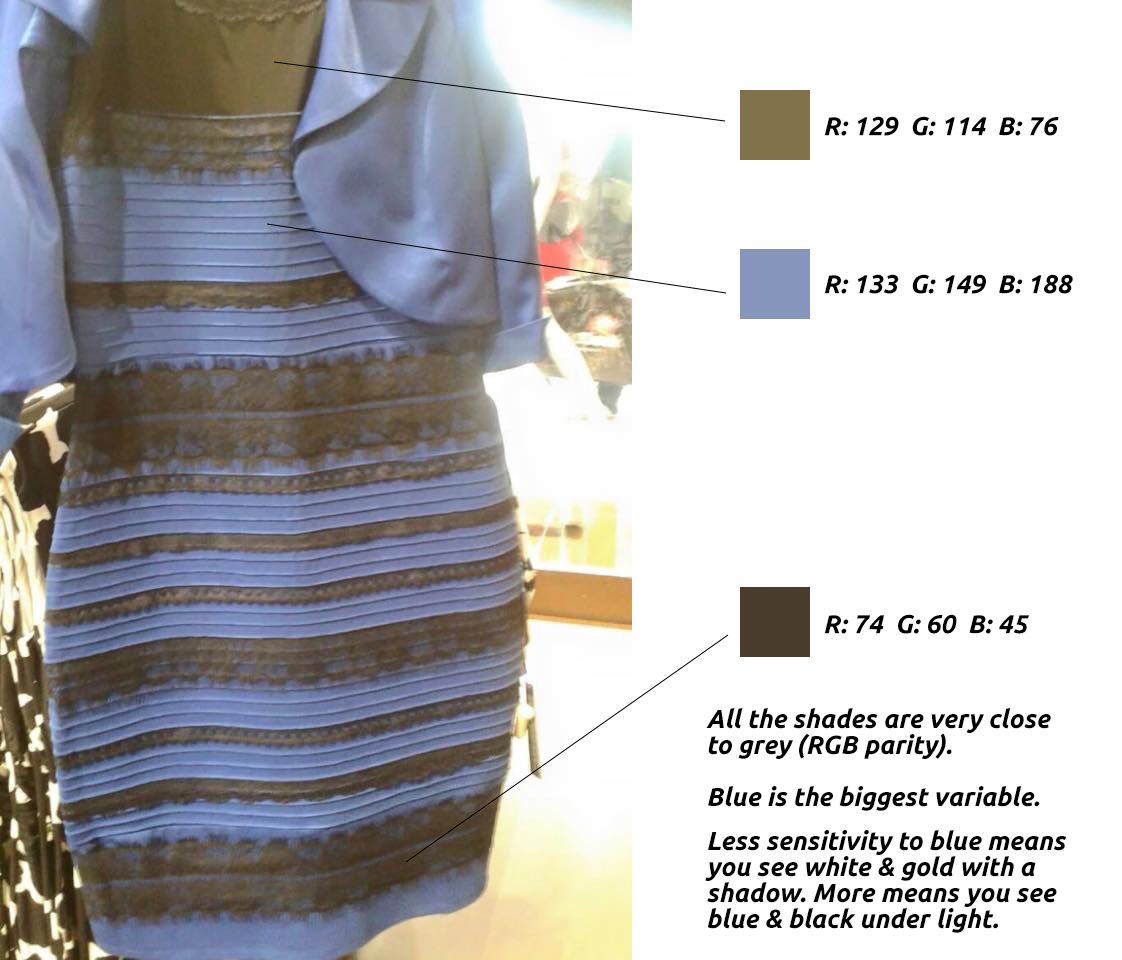 R: 129 G: 114 B: 76
R: 133 G: 149 B: 188
R: 74 G: 60 B: 45
All the shades are very close
to grey (RGB parity).
Blue is the biggest variable.
Less sensitivity to blue means
you see white & gold with a
shadow. More means you see
blue & black under light.